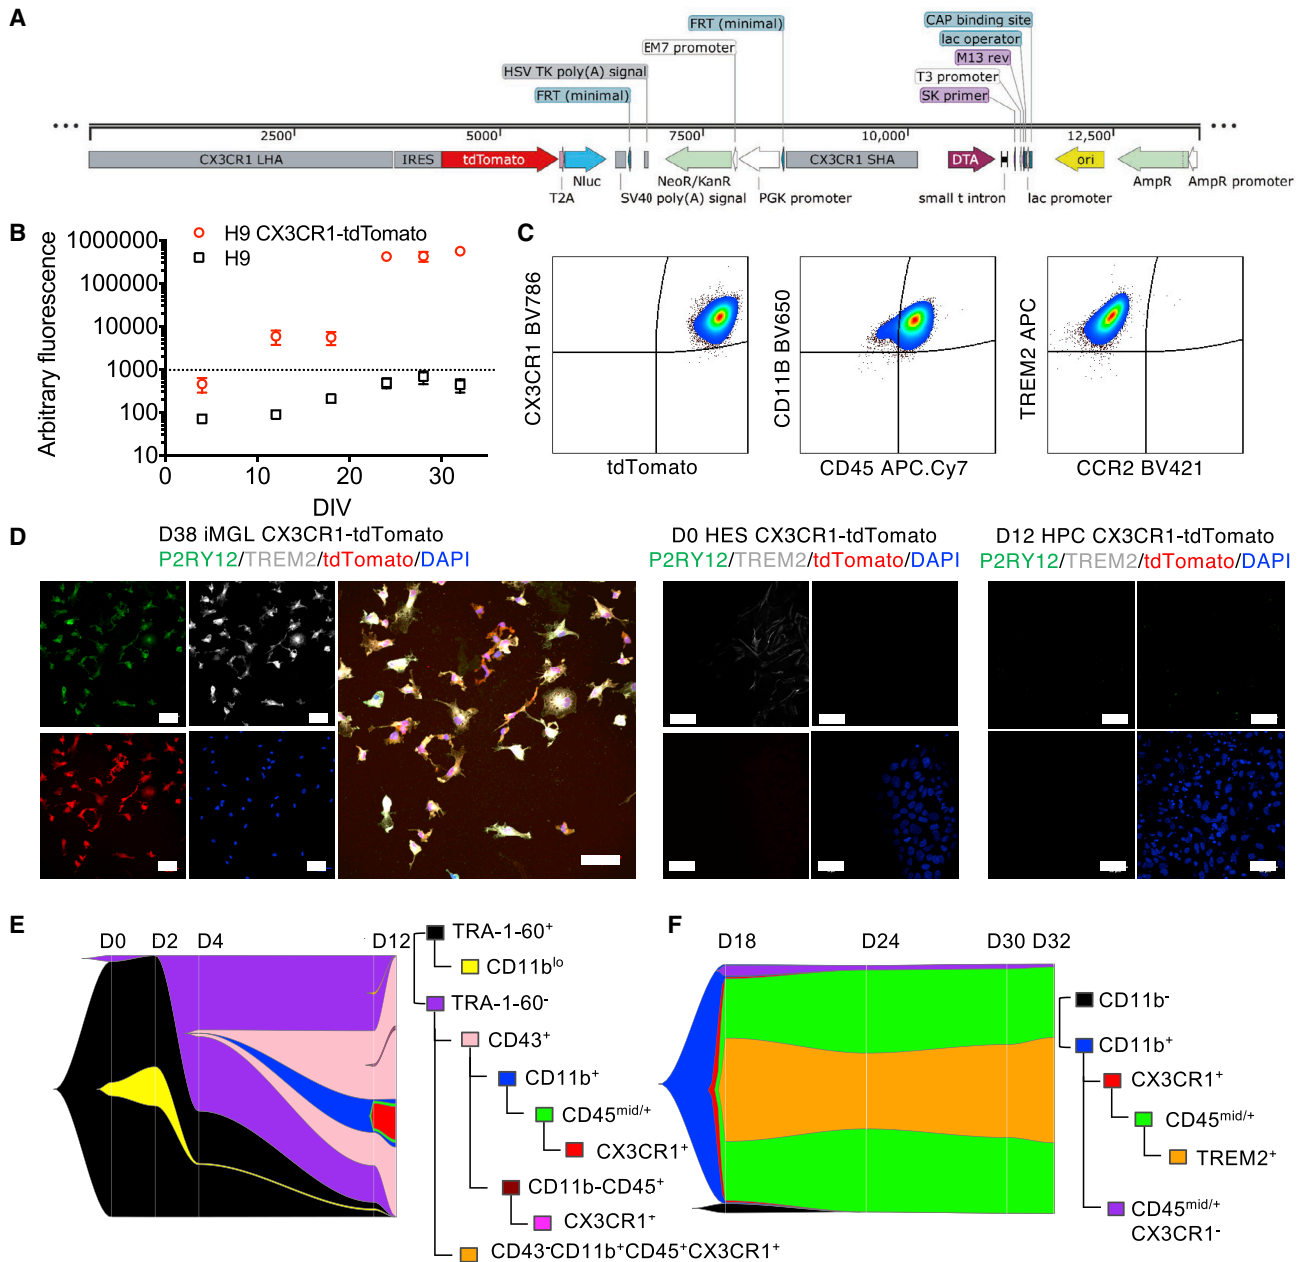 A
CAP binding site
FRT (minimal)
lac operator
EM7 promoter
M13 rev
HSV TK poly(A) signal
T3 promoter
FRT (minimal)
SK primer
2500
5000
7500
10,000
12,500
CX3CR1 LHA
IRES
tdTomato
CX3CR1 SHA
DTA
ori
Nluc
NeoR/KanR
AmpR
AmpR promoter
T2A
SV40 poly(A) signal
PGK promoter
small t intron
lac promoter
B
H9 CX3CR1-tdTomato
H9
Arbitrary fluorescence
1000000
100000
10000
1000
100
10
0
10
20
30
DIV
C
CX3CR1 BV786
tdTomato
CD11B BV650
CD45 APC.Cy7
TREM2 APC
CCR2 BV421
D
D38 iMGL CX3CR1-tdTomato
P2RY12/TREM2/tdTomato/DAPI
D0 HES CX3CR1-tdTomato
P2RY12/TREM2/tdTomato/DAPI
D12 HPC CX3CR1-tdTomato
P2RY12/TREM2/tdTomato/DAPI
E
D0
D2
D4
D12
TRA-1-60⁺
CD11bˡᵒ
TRA-1-60⁻
CD43⁺
CD11b⁺
CD45ᵐⁱᵈ/⁺
CX3CR1⁺
CD11b-CD45⁺
CX3CR1⁺
CD43⁻CD11b⁺CD45⁺CX3CR1⁺
F
D18
D24
D30
D32
CD11b⁻
CD11b⁺
CX3CR1⁺
CD45ᵐⁱᵈ/⁺
TREM2⁺
CD45ᵐⁱᵈ/⁺
CX3CR1⁻